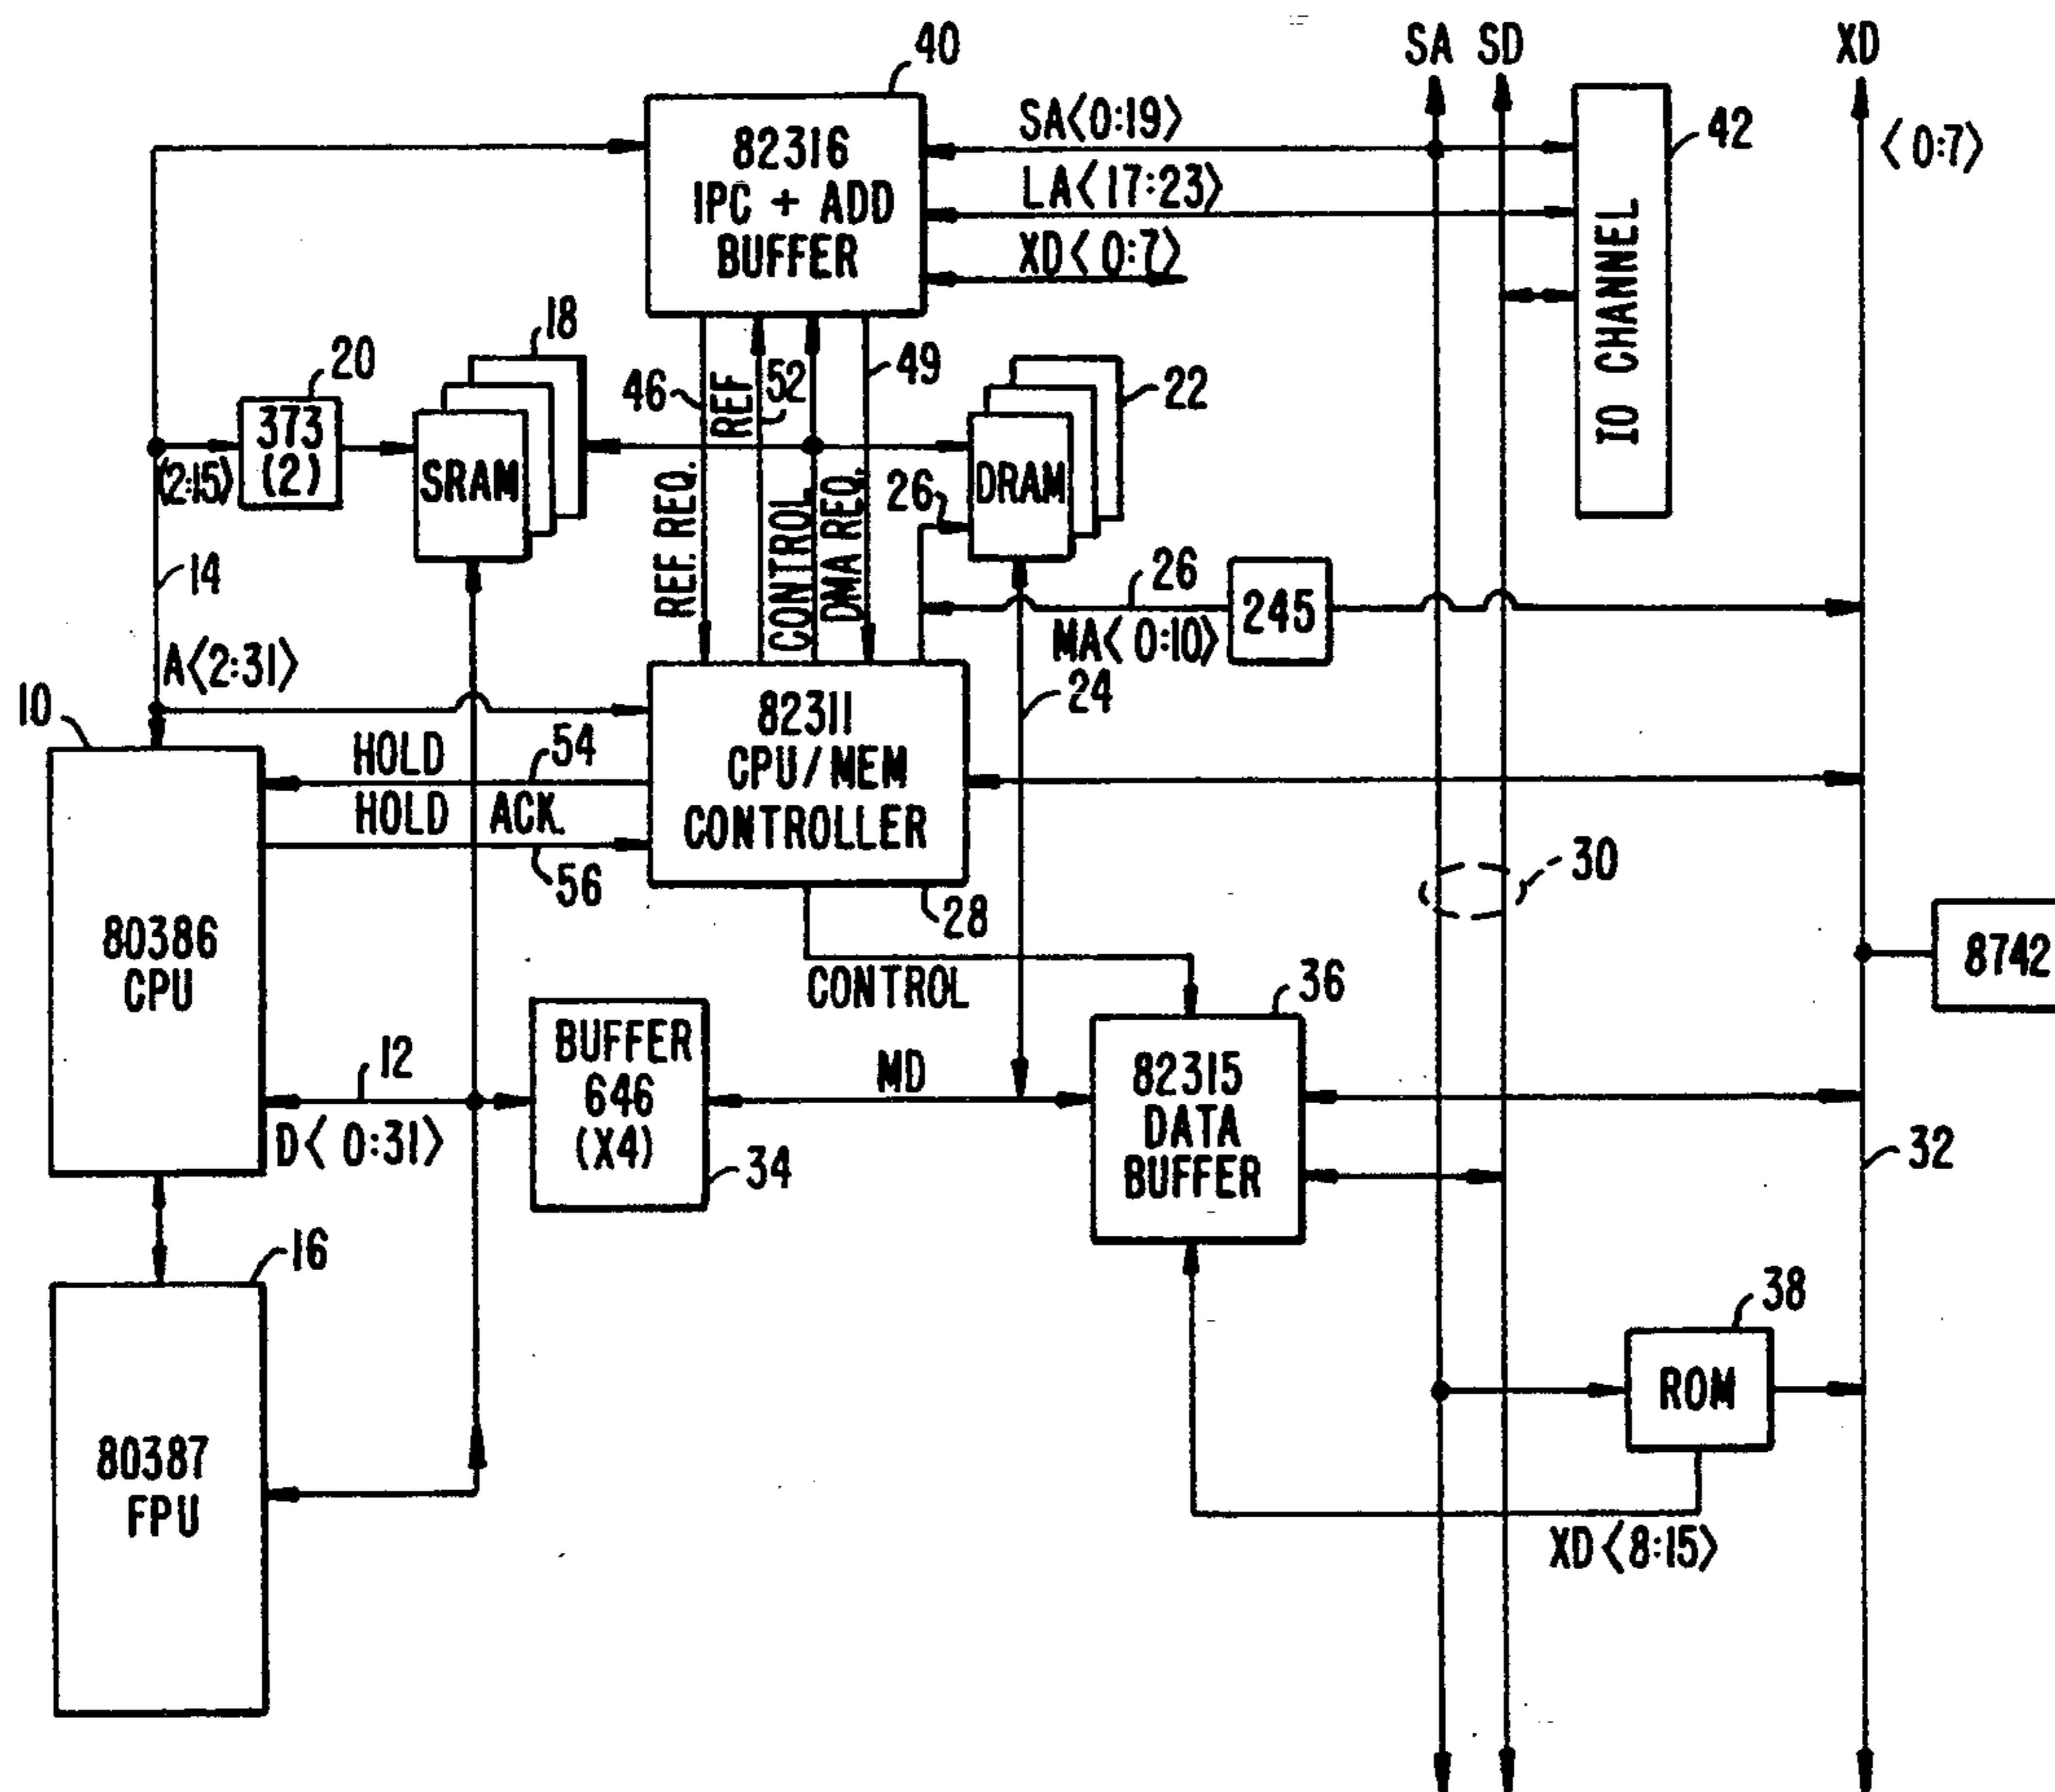 40
SA SD
XD
82316
IPC + ADD
BUFFER
SA<0:19>
LA<17:23>
XD<0:7>
IO CHANNEL
42
<0:7>
20
373
(2)
(2:15)
18
SRAM
46
REF
52
49
REF. REQ.
CONTROL
DMA REQ.
22
DRAM
26
26
MA<0:10>
245
14
A<2:31>
10
HOLD
54
HOLD ACK.
56
82311
CPU/MEM
CONTROLLER
28
24
30
80386
CPU
CONTROL
8742
36
12
D<0:31>
BUFFER
646
(X4)
34
MD
82315
DATA
BUFFER
32
16
80387
FPU
38
ROM
XD<8:15>